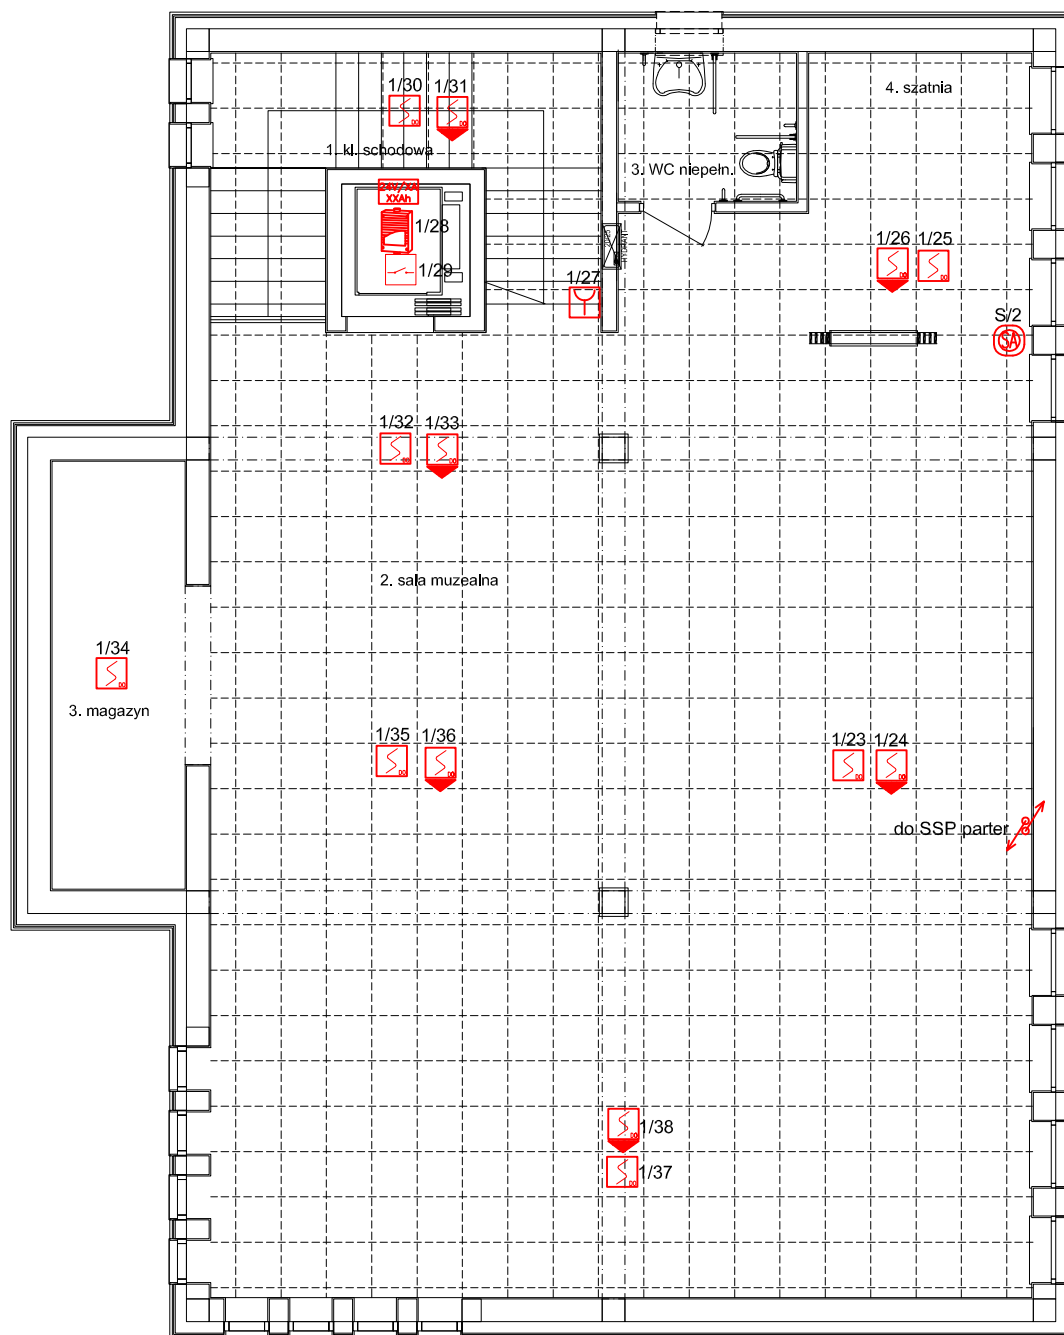 1/30
1/31
4. szatnia
1. kl. schodowa
3. WC niepełn.
XXAh
1/28
1/29
1/27
1/26
1/25
S/2
SA
1/32
1/33
2. sala muzealna
1/34
3. magazyn
1/35
1/36
1/23
1/24
do SSP parter
1/38
1/37